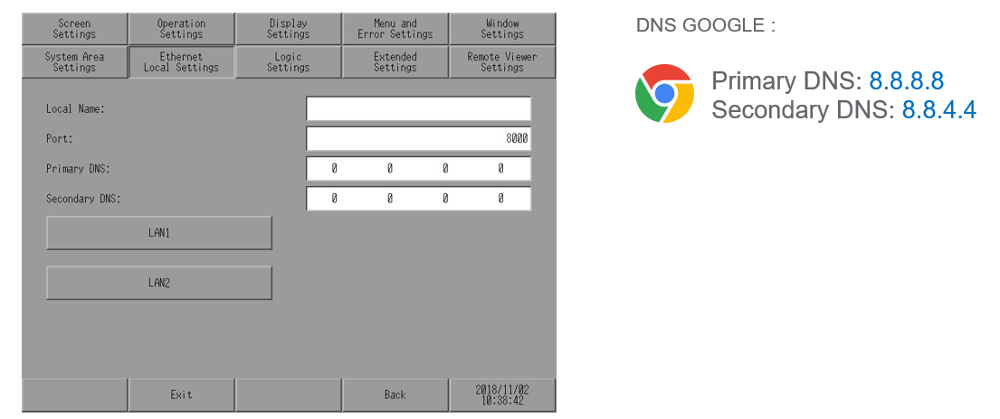 Screen
Settings
Operation
Settings
Display
Settings
Menu and
Error Settings
Window
Settings
System Area
Settings
Ethernet
Local Settings
Logic
Settings
Extended
Settings
Remote Viewer
Settings
Local Name:
Port: 8000
Primary DNS: 0 0 0 0
Secondary DNS: 0 0 0 0
LAN1
LAN2
Exit
Back
2018/11/02
10:38:42
DNS GOOGLE :
Primary DNS: 8.8.8.8
Secondary DNS: 8.8.4.4